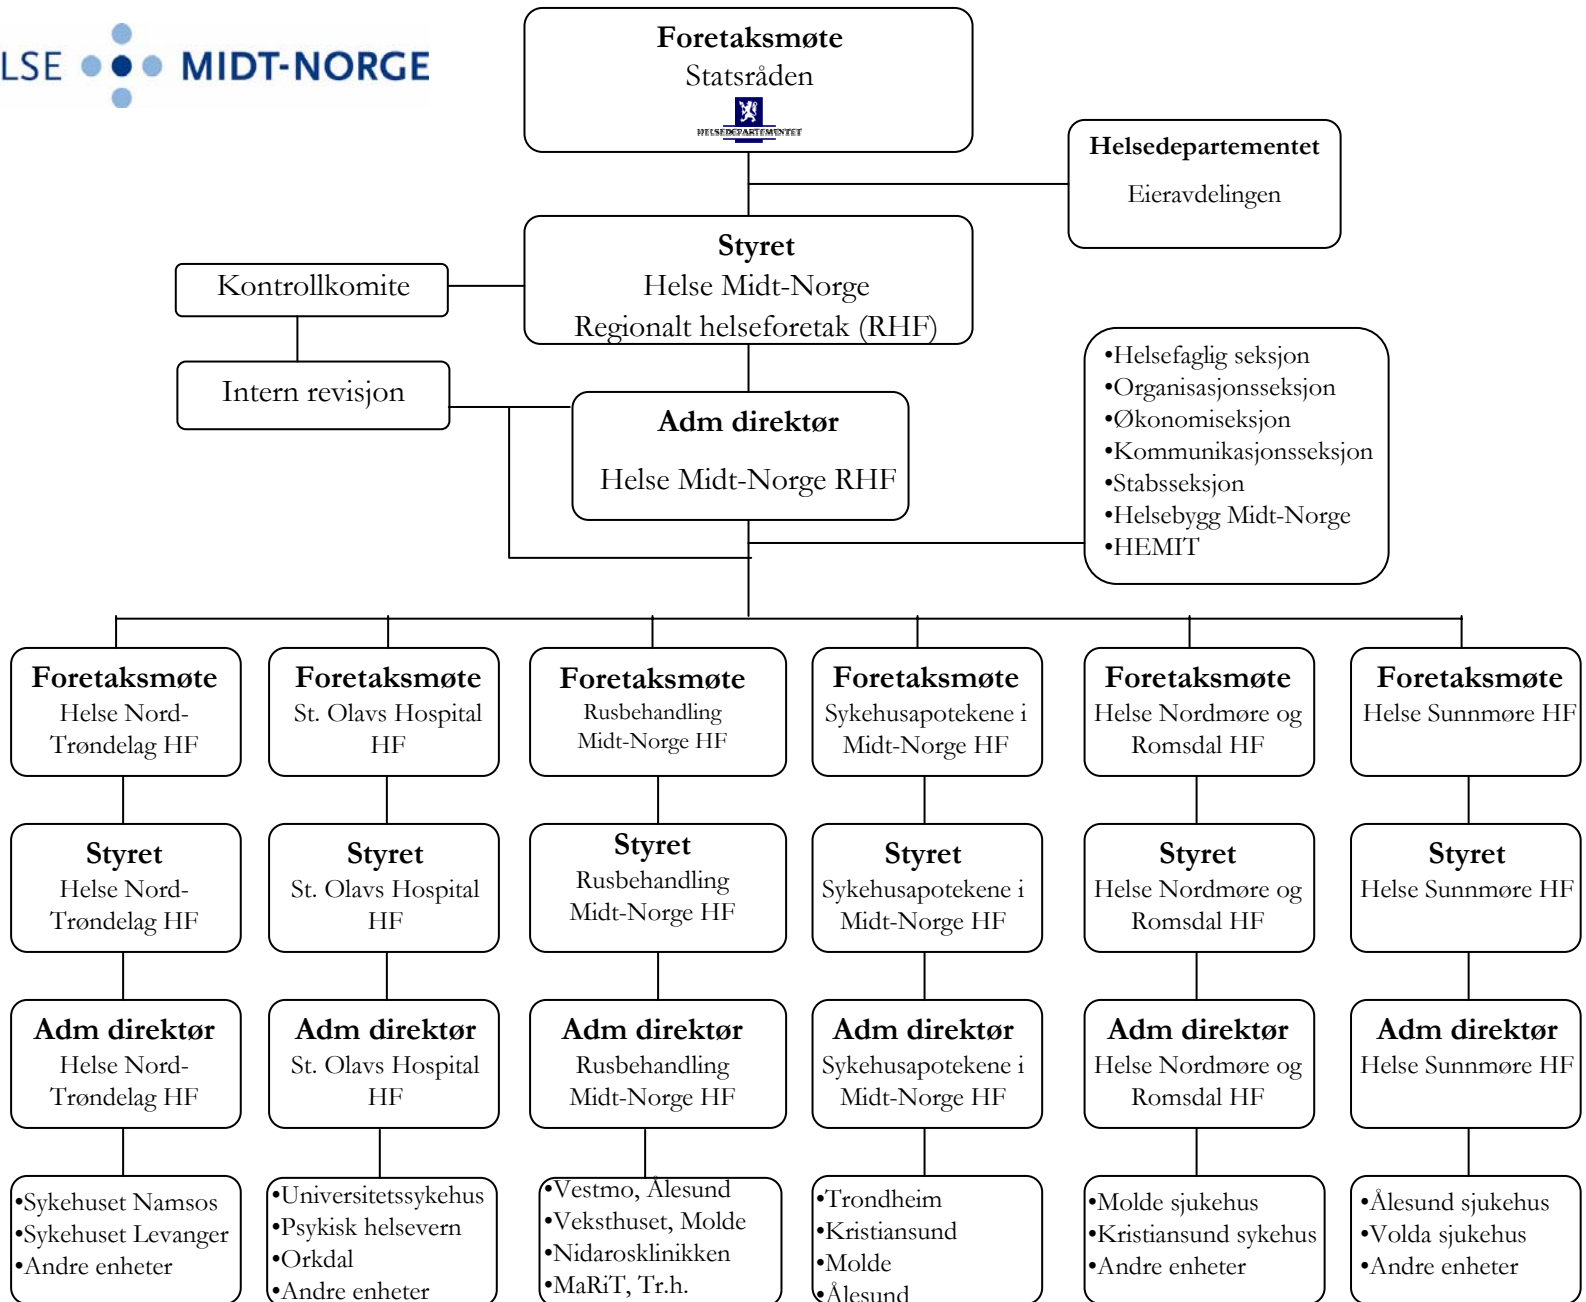 LSE MIDT-NORGE
Foretaksmøte
Statsråden
HELSEDEPARTEMENTET
Helsedepartementet
Eieravdelingen
Styret
Helse Midt-Norge
Regionalt helseforetak (RHF)
Kontrollkomite
Intern revisjon
Adm direktør
Helse Midt-Norge RHF
•Helsefaglig seksjon
•Organisasjonsseksjon
•Økonomiseksjon
•Kommunikasjonsseksjon
•Stabsseksjon
•Helsebygg Midt-Norge
•HEMIT
Foretaksmøte
Helse Nord-
Trøndelag HF
Foretaksmøte
St. Olavs Hospital
HF
Foretaksmøte
Rusbehandling
Midt-Norge HF
Foretaksmøte
Sykehusapotekene i
Midt-Norge HF
Foretaksmøte
Helse Nordmøre og
Romsdal HF
Foretaksmøte
Helse Sunnmøre HF
Styret
Helse Nord-
Trøndelag HF
Styret
St. Olavs Hospital
HF
Styret
Rusbehandling
Midt-Norge HF
Styret
Sykehusapotekene i
Midt-Norge HF
Styret
Helse Nordmøre og
Romsdal HF
Styret
Helse Sunnmøre HF
Adm direktør
Helse Nord-
Trøndelag HF
Adm direktør
St. Olavs Hospital
HF
Adm direktør
Rusbehandling
Midt-Norge HF
Adm direktør
Sykehusapotekene i
Midt-Norge HF
Adm direktør
Helse Nordmøre og
Romsdal HF
Adm direktør
Helse Sunnmøre HF
•Sykehuset Namsos
•Sykehuset Levanger
•Andre enheter
•Universitetssykehus
•Psykisk helsevern
•Orkdal
•Andre enheter
•Vestmo, Ålesund
•Veksthuset, Molde
•Nidarosklinikken
•MaRiT, Tr.h.
•Trondheim
•Kristiansund
•Molde
•Ålesund
•Molde sjukehus
•Kristiansund sykehus
•Andre enheter
•Ålesund sjukehus
•Volda sjukehus
•Andre enheter